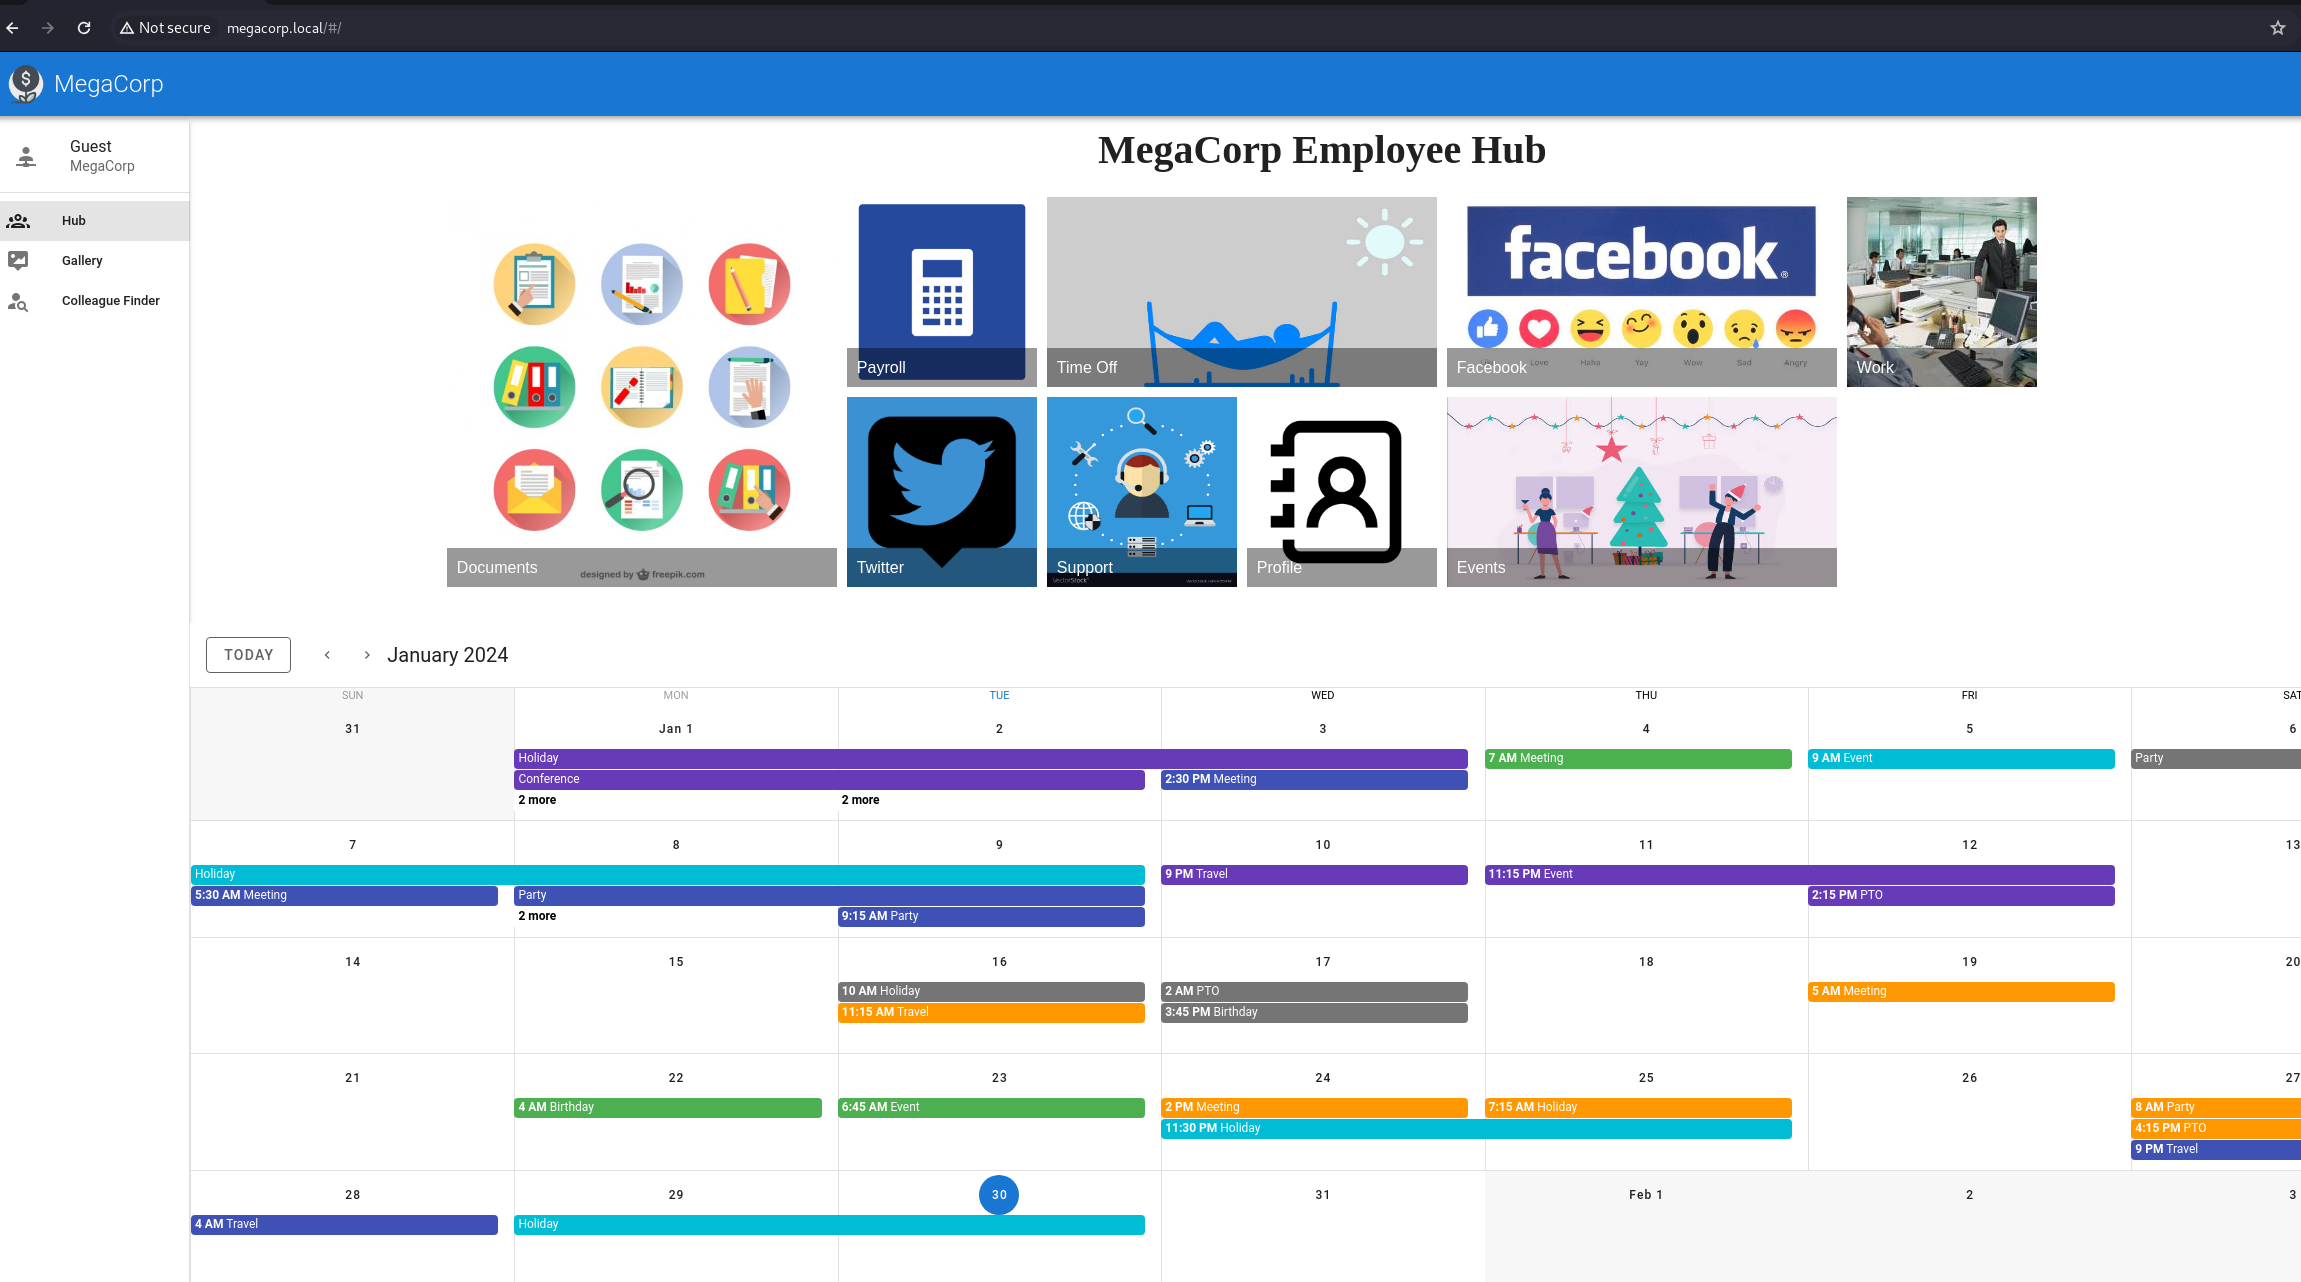 Not secure megacorp.local/#/
MegaCorp
Guest
MegaCorp
Hub
Gallery
Colleague Finder
MegaCorp Employee Hub
Documents
designed by freepik.com
Payroll
Time Off
facebook®
Love Haha Yay Wow Sad Angry
Facebook
Work
Twitter
VectorStock
Support
Profile
Events
TODAY
January 2024
SUN MON TUE WED THU FRI SAT
31 Jan 1 2 3 4 5 6
Holiday 7 AM Meeting 9 AM Event Party
Conference 2:30 PM Meeting
2 more 2 more
7 8 9 10 11 12 13
Holiday 9 PM Travel 11:15 PM Event
5:30 AM Meeting Party 2:15 PM PTO
2 more 9:15 AM Party
14 15 16 17 18 19 20
10 AM Holiday 2 AM PTO 5 AM Meeting
11:15 AM Travel 3:45 PM Birthday
21 22 23 24 25 26 27
4 AM Birthday 6:45 AM Event 2 PM Meeting 7:15 AM Holiday 8 AM Party
11:30 PM Holiday 4:15 PM PTO
9 PM Travel
28 29 30 31 Feb 1 2 3
4 AM Travel Holiday